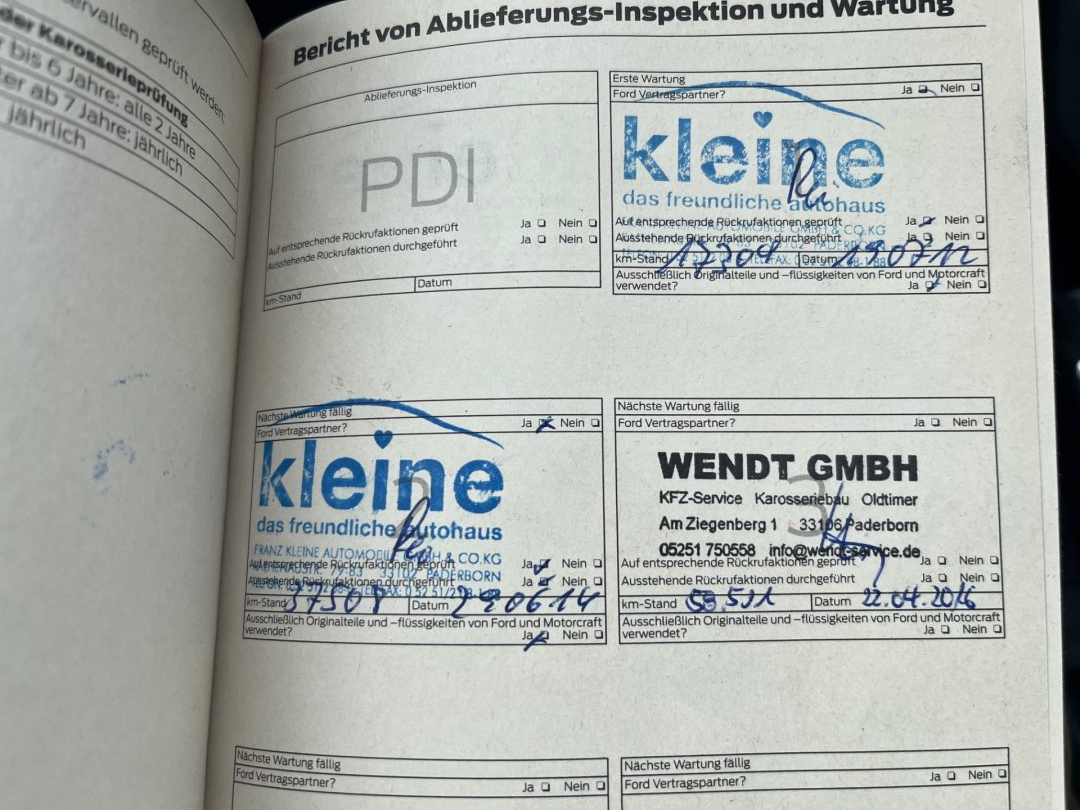 ervallen geprüft werden:
der Karosserieprüfung
bis 6 Jahre: alle 2 Jahre
er ab 7 Jahre: jährlich
jährlich
Bericht von Ablieferungs-Inspektion und Wartung
Ablieferungs-Inspektion
PDI
Auf entsprechende Rückrufaktionen geprüft Ja Nein
Ausstehende Rückrufaktionen durchgeführt Ja Nein
km-Stand Datum
Erste Wartung
Ford Vertragspartner? Ja Nein
kleine
das freundliche autohaus
Auf entsprechende Rückrufaktionen geprüft Ja Nein
Ausstehende Rückrufaktionen durchgeführt Ja Nein
km-Stand 17304 Datum 190712
Ausschließlich Originalteile und –flüssigkeiten von Ford und Motorcraft
verwendet? Ja Nein
Nächste Wartung fällig
Ford Vertragspartner? Ja Nein
kleine
das freundliche autohaus
FRANZ KLEINE AUTOMOBILE GMBH & CO.KG
Auf entsprechende Rückrufaktionen geprüft Ja Nein
79-83 33102 PADERBORN
Ausstehende Rückrufaktionen durchgeführt Ja Nein
km-Stand 37508 Datum 230614
Ausschließlich Originalteile und –flüssigkeiten von Ford und Motorcraft
verwendet? Ja Nein
Nächste Wartung fällig
Ford Vertragspartner? Ja Nein
3
WENDT GMBH
KFZ-Service Karosseriebau Oldtimer
Am Ziegenberg 1 33106 Paderborn
05251 750558 info@wendt-service.de
Auf entsprechende Rückrufaktionen geprüft Ja Nein
Ausstehende Rückrufaktionen durchgeführt Ja Nein
km-Stand Datum 22.04.2016
Ausschließlich Originalteile und –flüssigkeiten von Ford und Motorcraft
verwendet? Ja Nein
Nächste Wartung fällig
Ford Vertragspartner? Ja Nein
Nächste Wartung fällig
Ford Vertragspartner? Ja Nein